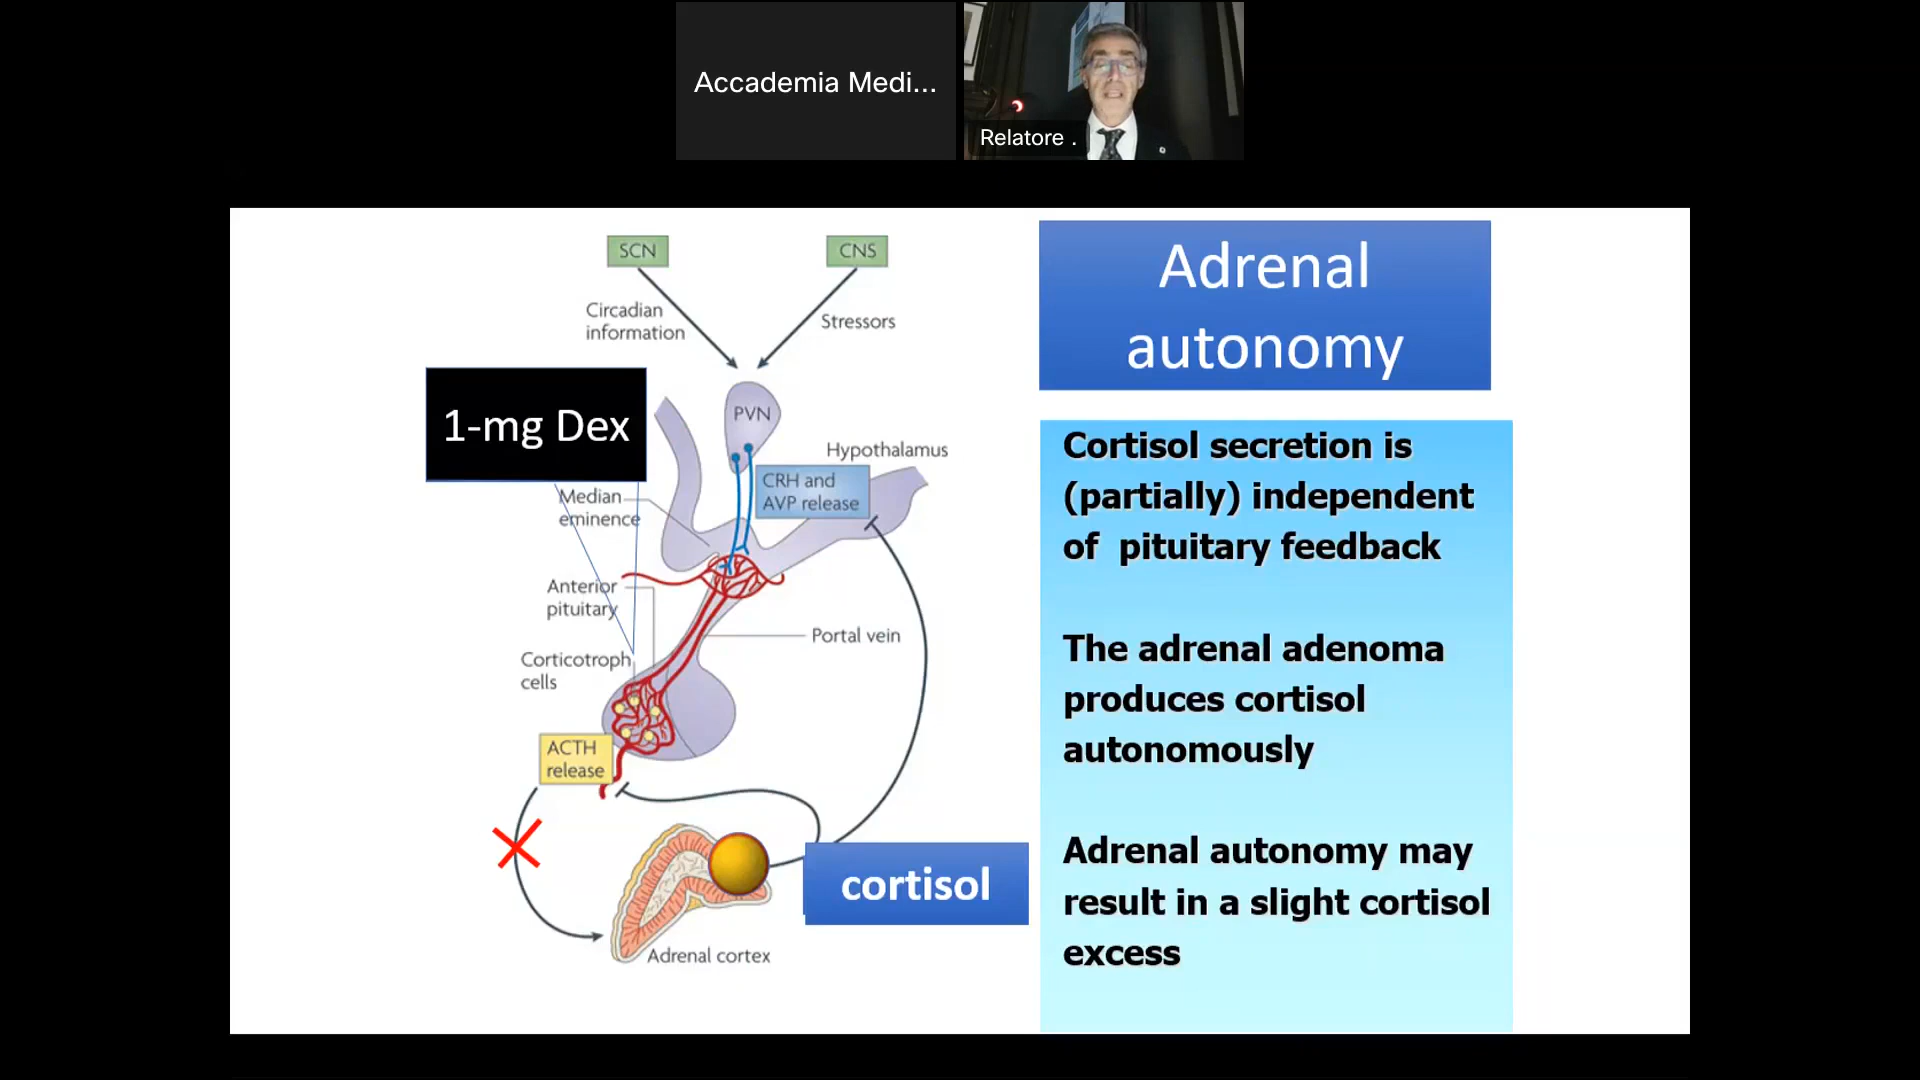 Accademia Medi...
Relatore .
SCN
CNS
Circadian
information
Stressors
1-mg Dex
PVN
Hypothalamus
CRH and
AVP release
Median
eminence
Anterior
pituitary
Portal vein
Corticotroph
cells
ACTH
release
cortisol
Adrenal cortex
Adrenal
autonomy
Cortisol secretion is
(partially) independent
of pituitary feedback
The adrenal adenoma
produces cortisol
autonomously
Adrenal autonomy may
result in a slight cortisol
excess